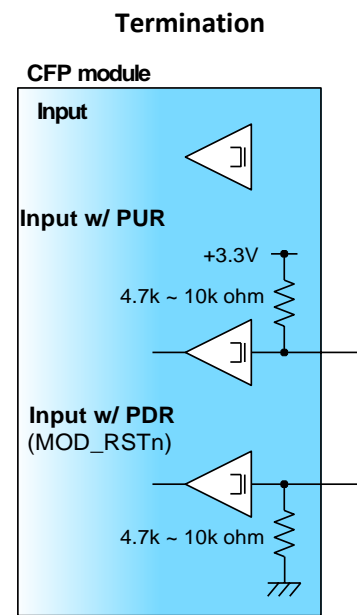 Termination
CFP module
Input
Input w/ PUR
+3.3V
4.7k ~ 10k ohm
Input w/ PDR
(MOD_RSTn)
4.7k ~ 10k ohm